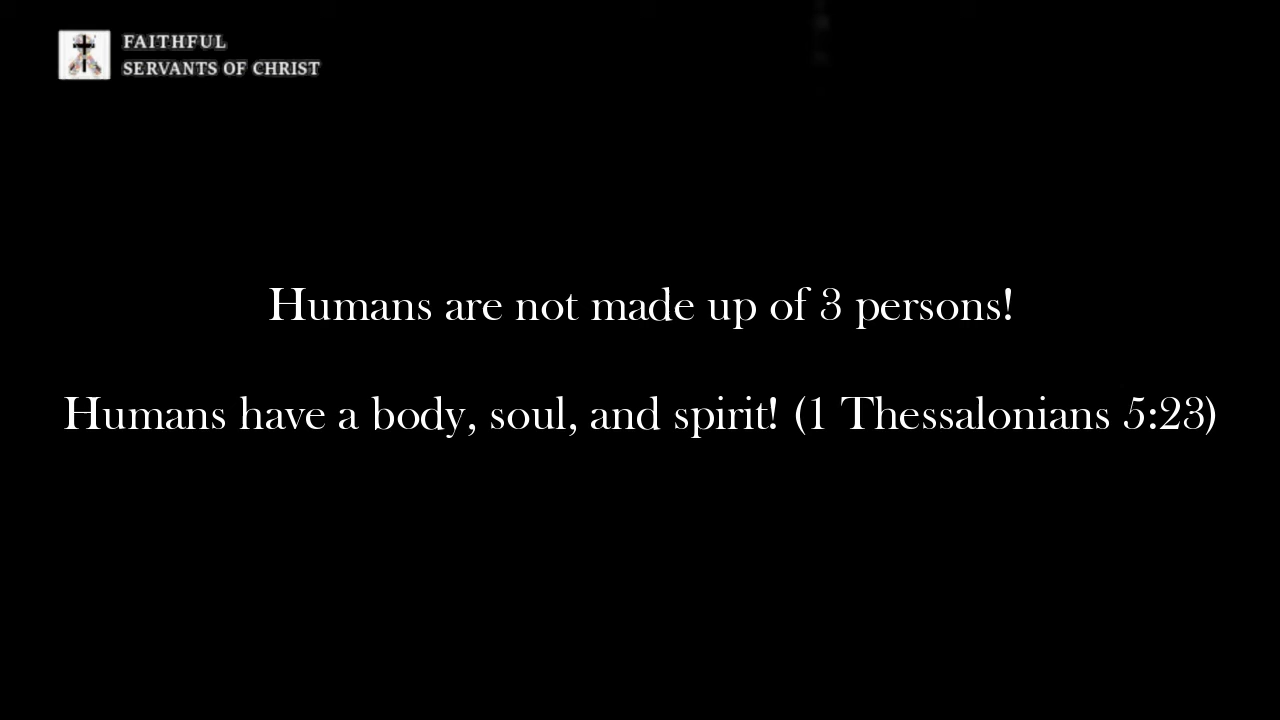 FAITHFUL
SERVANTS OF CHRIST
Humans are not made up of 3 persons!
Humans have a body, soul, and spirit! (1 Thessalonians 5:23)